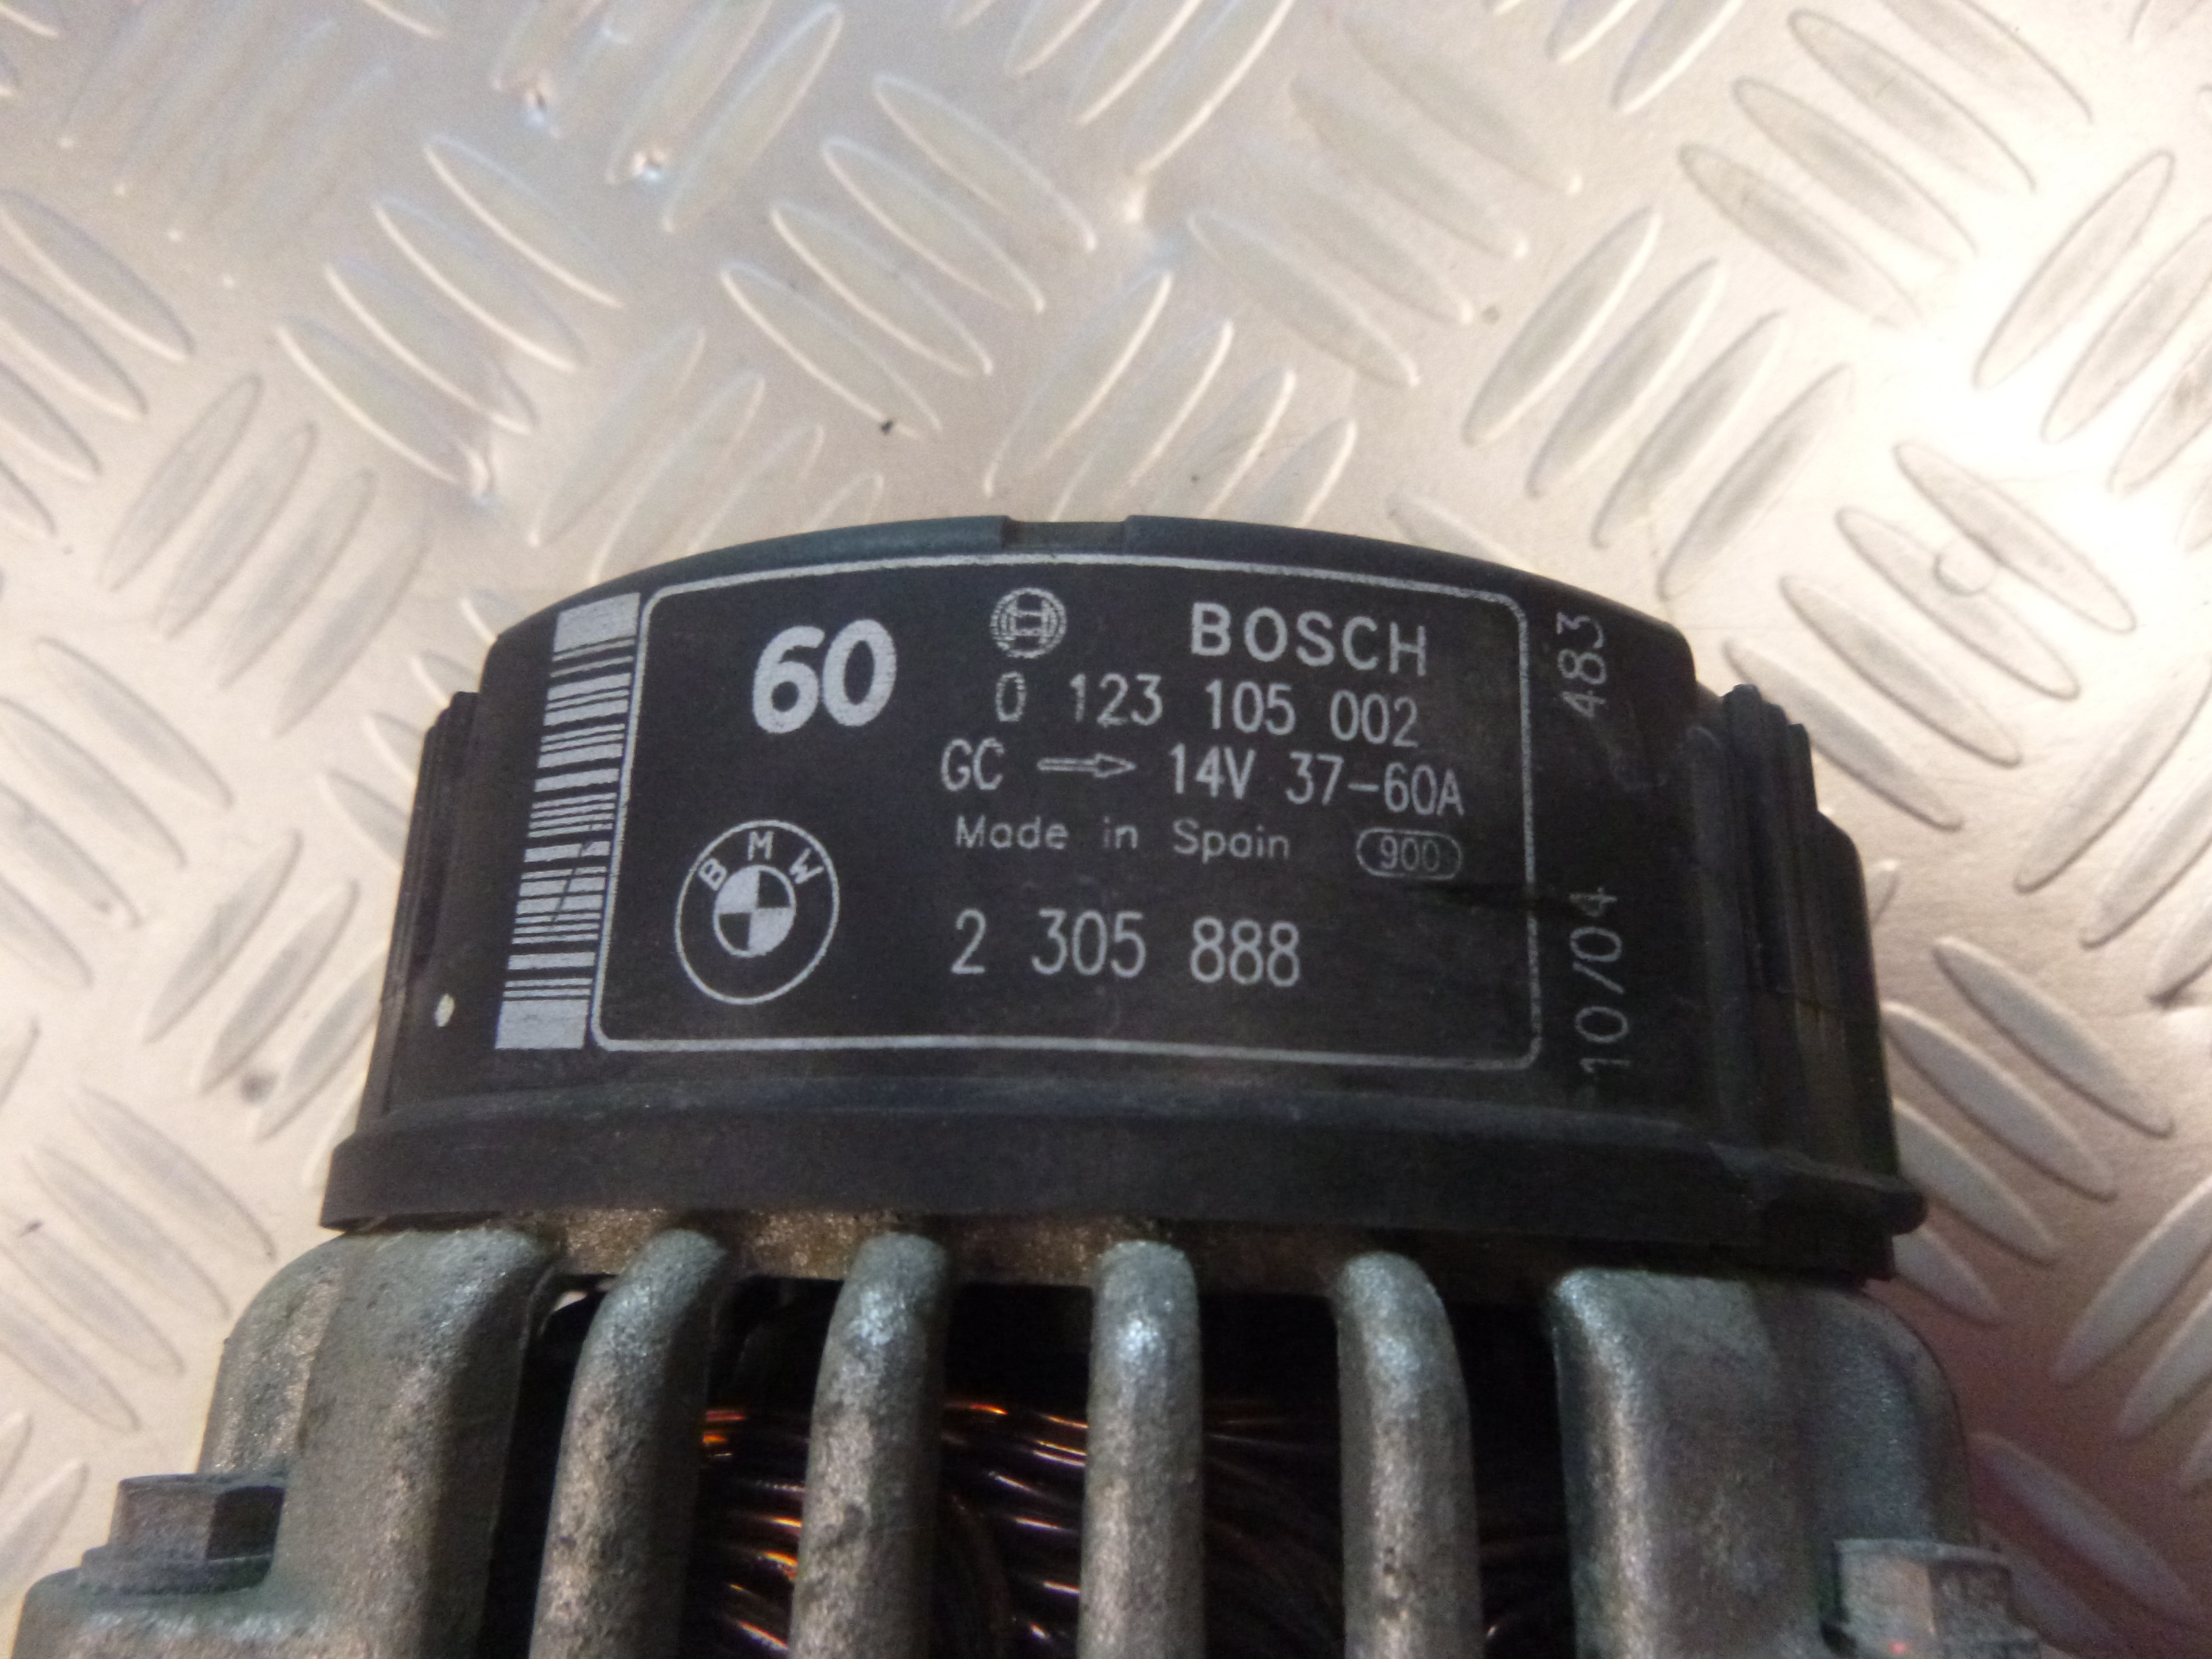 60
BOSCH
0 123 105 002
GC → 14V 37-60A
Made in Spain 900
BMW
2 305 888
483
10/04